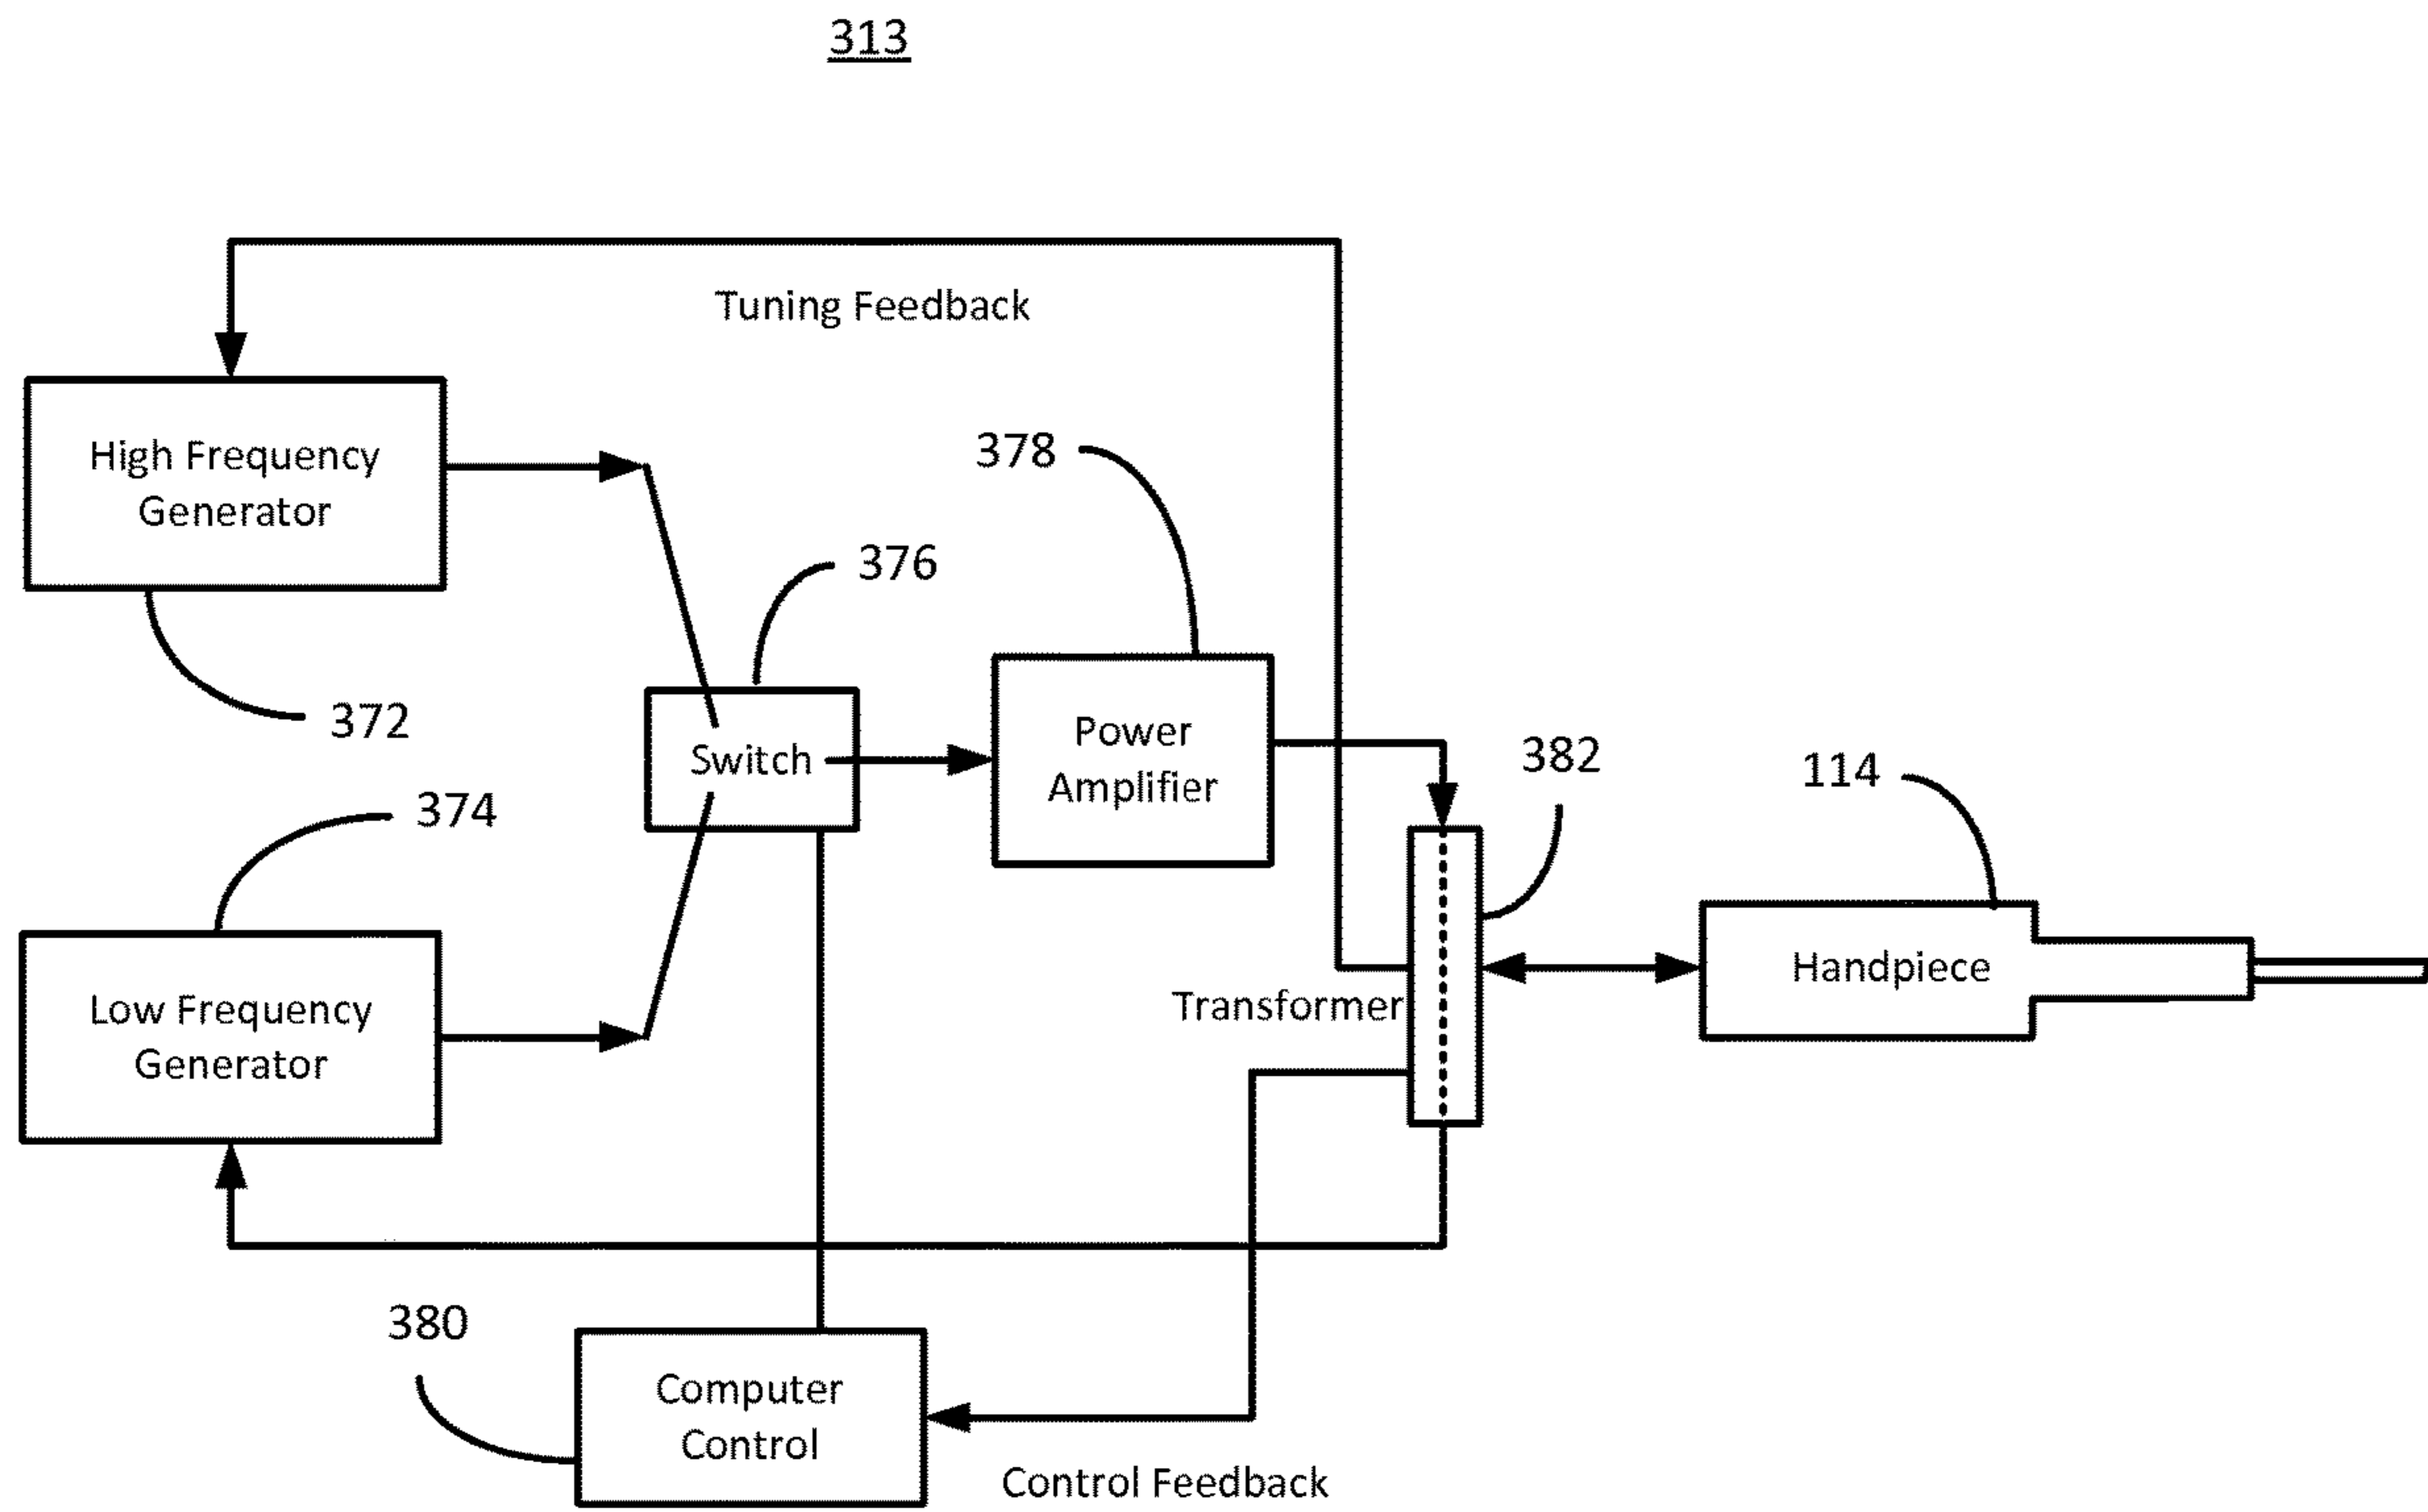 313
Tuning Feedback
High Frequency
Generator
378
376
372
Power
Amplifier
Switch
382
114
374
Handpiece
Transformer
Low Frequency
Generator
380
Computer
Control
Control Feedback